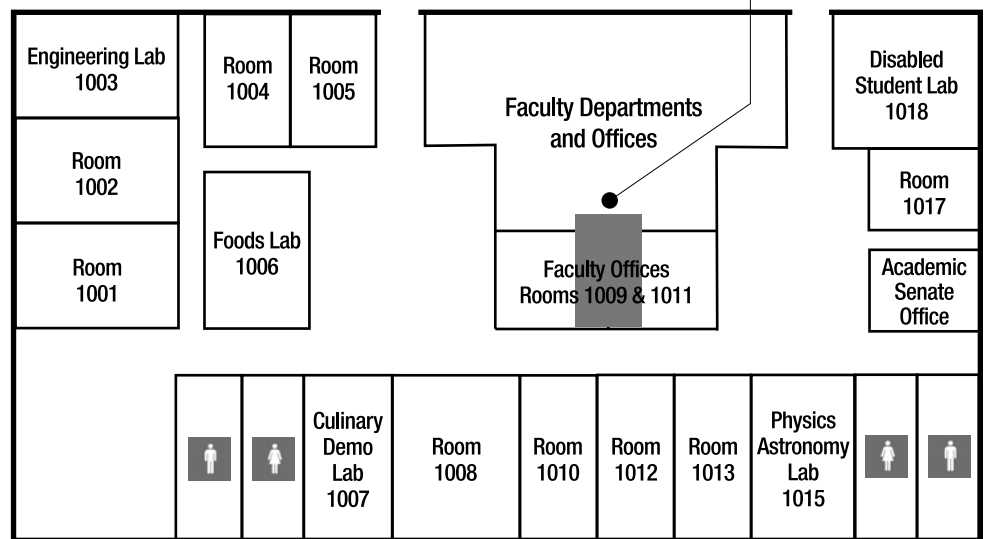 Engineering Lab
1003
Room
1004
Room
1005
Faculty Departments
and Offices
Disabled
Student Lab
1018
Room
1002
Room
1017
Foods Lab
1006
Room
1001
Faculty Offices
Rooms 1009 & 1011
Academic
Senate
Office
Culinary
Demo
Lab
1007
Room
1008
Room
1010
Room
1012
Room
1013
Physics
Astronomy
Lab
1015